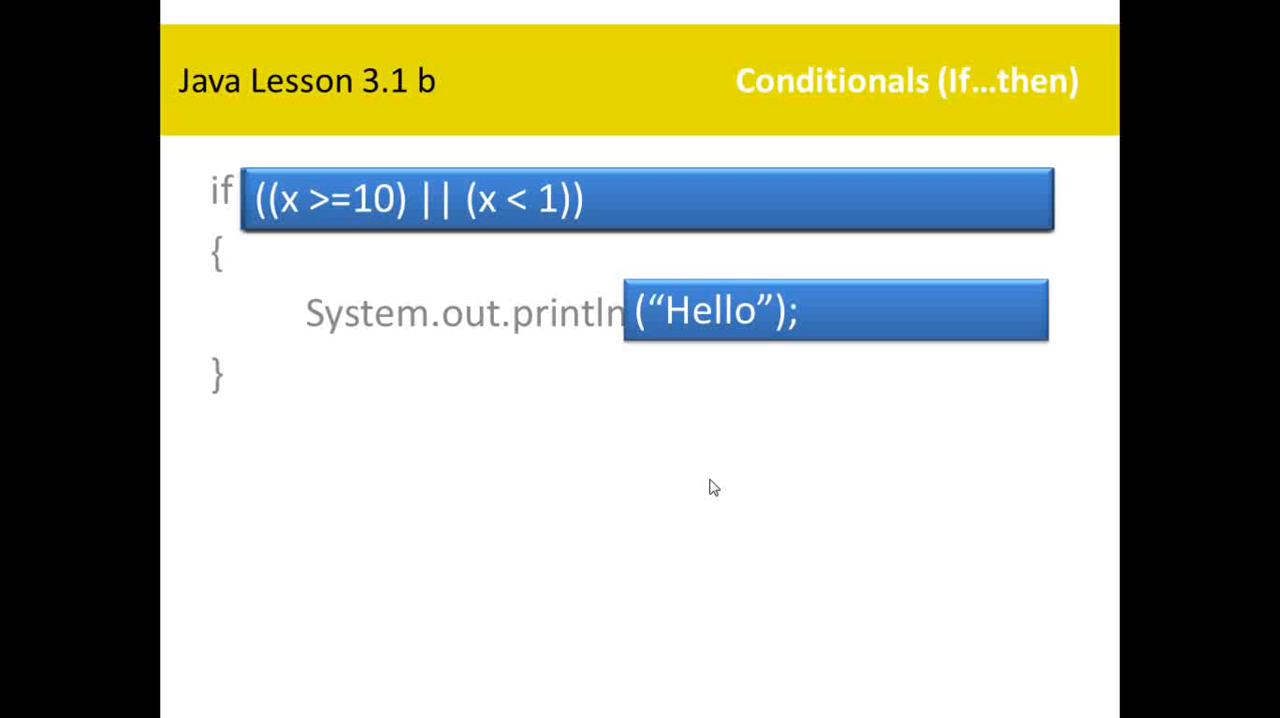 Java Lesson 3.1 b Conditionals (If...then)
if ((x >=10) || (x < 1))
{
System.out.println (“Hello”);
}